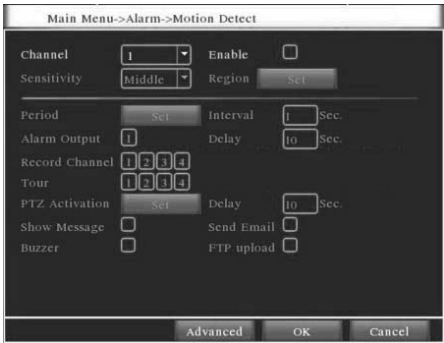 Main Menu->Alarm->Motion Detect
Channel 1 Enable
Sensitivity Middle Region Set
Period Set Interval 1 Sec.
Alarm Output 1 Delay 10 Sec.
Record Channel 1 2 3 4
Tour 1 2 3 4
PTZ Activation Set Delay 10 Sec.
Show Message Send Email
Buzzer FTP upload
Advanced OK Cancel